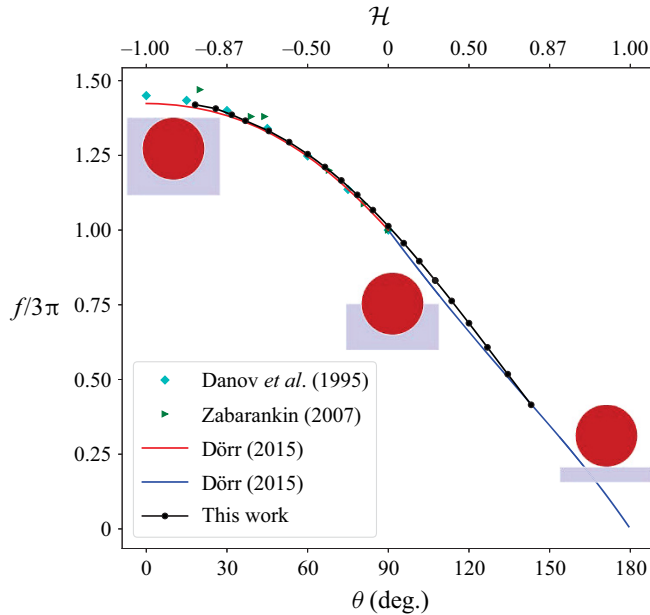 ℋ
−1.00 −0.87 −0.50 0 0.50 0.87 1.00
1.50
1.25
1.00
0.75
0.50
0.25
0
f/3π
Danov et al. (1995)
Zabarankin (2007)
Dörr (2015)
Dörr (2015)
This work
0 30 60 90 120 150 180
θ (deg.)